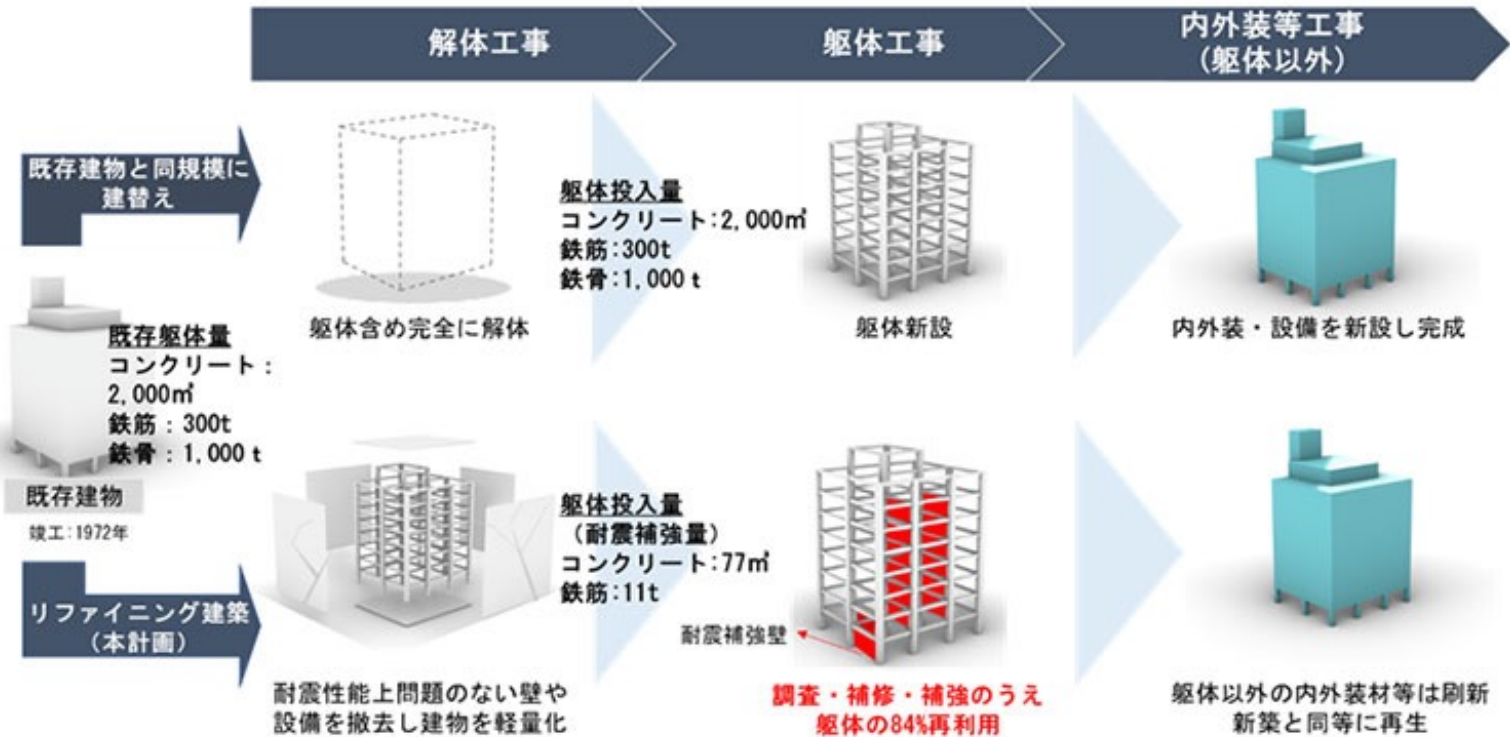 解体工事
躯体工事
内外装等工事
(躯体以外)
既存建物と同規模に
建替え
躯体投入量
コンクリート:2,000㎥
鉄筋:300t
鉄骨:1,000 t
躯体含め完全に解体
躯体新設
内外装・設備を新設し完成
既存躯体量
コンクリート:
2,000㎥
鉄筋:300t
鉄骨:1,000 t
既存建物
竣工:1972年
リファイニング建築
(本計画)
躯体投入量
(耐震補強量)
コンクリート:77㎥
鉄筋:11t
耐震補強壁
耐震性能上問題のない壁や
設備を撤去し建物を軽量化
調査・補修・補強のうえ
躯体の84%再利用
躯体以外の内外装材等は刷新
新築と同等に再生